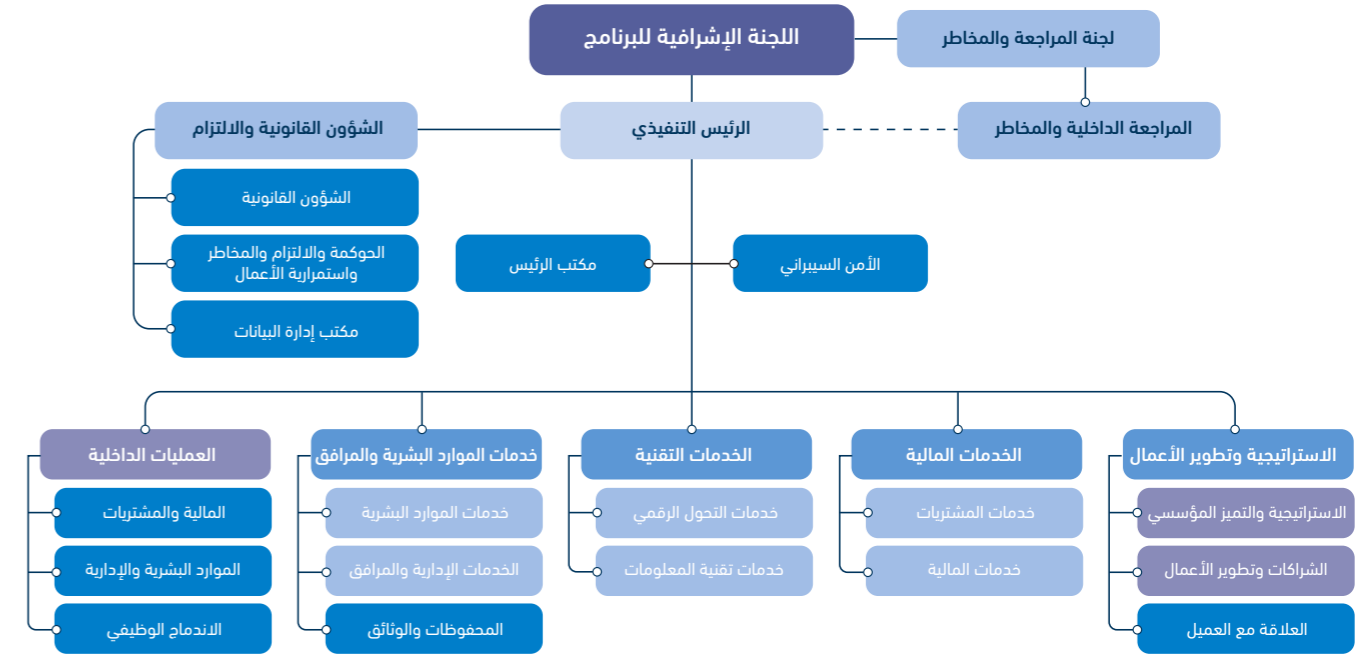 اللجنة الإشرافية للبرنامج
لجنة المراجعة والمخاطر
المراجعة الداخلية والمخاطر
الرئيس التنفيذي
الشؤون القانونية والالتزام
الشؤون القانونية
الحوكمة والالتزام والمخاطر
واستمرارية الأعمال
مكتب إدارة البيانات
الأمن السيبراني
مكتب الرئيس
الاستراتيجية وتطوير الأعمال
الاستراتيجية والتميز المؤسسي
الشراكات وتطوير الأعمال
العلاقة مع العميل
الخدمات المالية
خدمات المشتريات
خدمات المالية
الخدمات التقنية
خدمات التحول الرقمي
خدمات تقنية المعلومات
خدمات الموارد البشرية والمرافق
خدمات الموارد البشرية
الخدمات الإدارية والمرافق
المحفوظات والوثائق
العمليات الداخلية
المالية والمشتريات
الموارد البشرية والإدارية
الاندماج الوظيفي